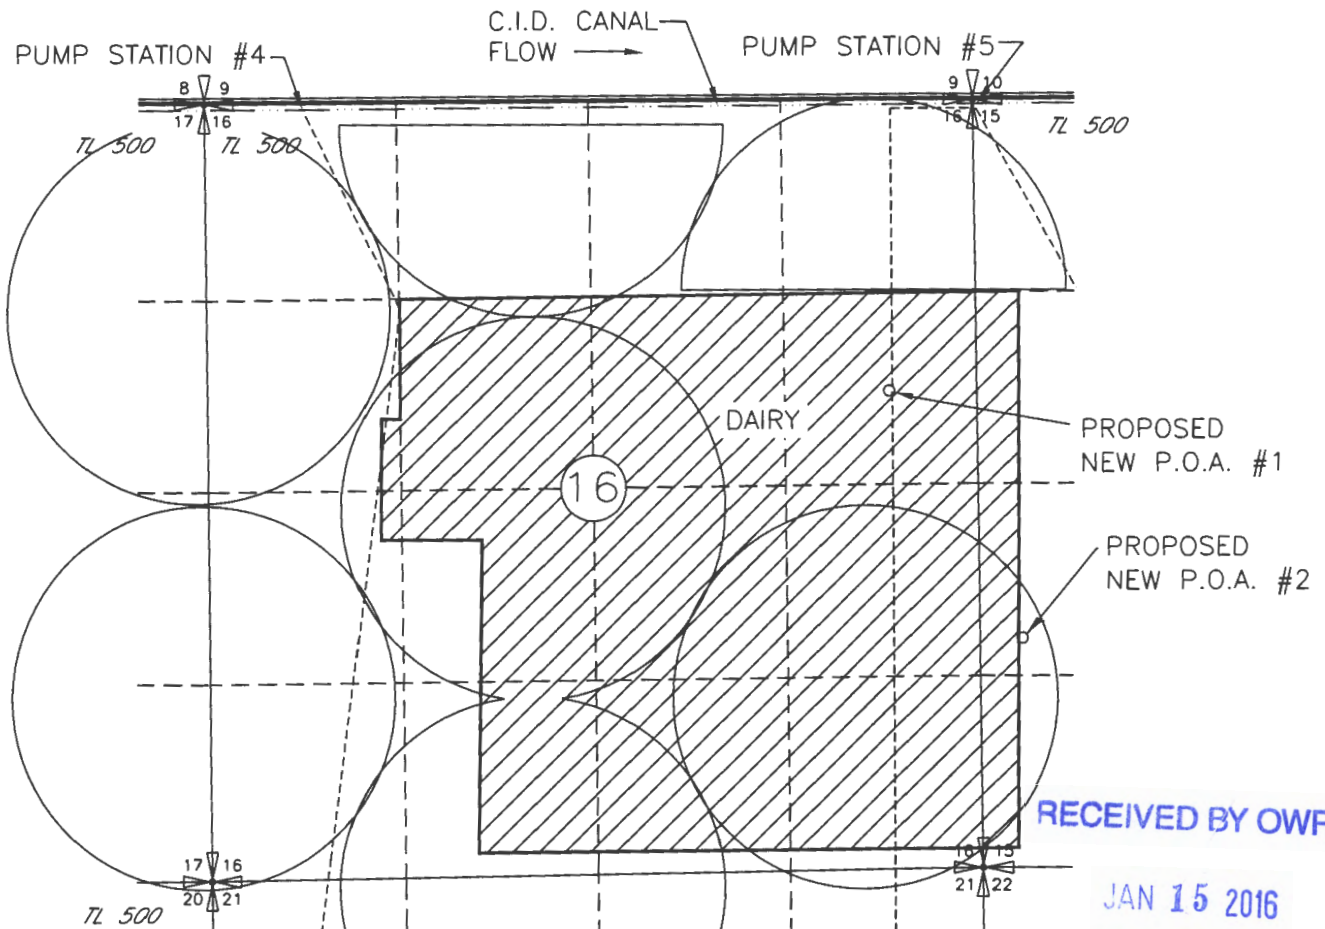 C.I.D. CANAL
FLOW
PUMP STATION #4
PUMP STATION #5
8 9
17 16
9 10
16 15
TL 500
TL 500
TL 500
DAIRY
PROPOSED
NEW P.O.A. #1
16
PROPOSED
NEW P.O.A. #2
RECEIVED BY OWR
17 16
20 21
16 15
21 22
JAN 15 2016
TL 500